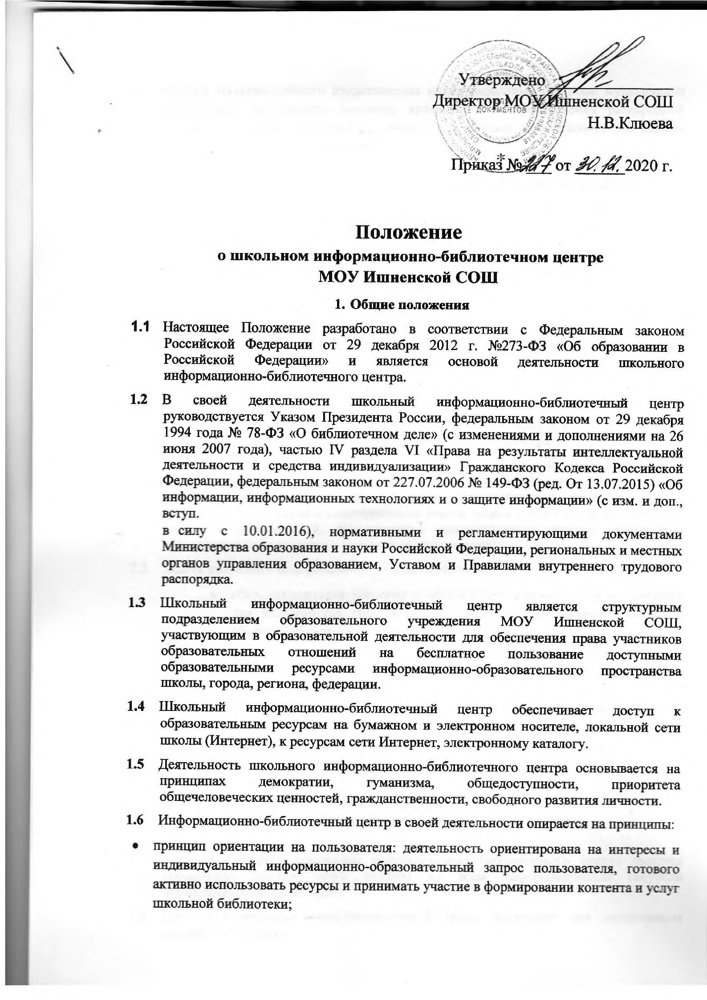 Утверждено
Директор МОУ Ишненской СОШ
ДОКУМЕНТОВ
Н.В.Клюева
Приказ № 227 от 30.12.2020 г.
Положение
о школьном информационно-библиотечном центре
МОУ Ишненской СОШ
1. Общие положения
1.1 Настоящее Положение разработано в соответствии с Федеральным законом
Российской Федерации от 29 декабря 2012 г. №273-ФЗ «Об образовании в
Российской Федерации» и является основой деятельности школьного
информационно-библиотечного центра.
1.2 В своей деятельности школьный информационно-библиотечный центр
руководствуется Указом Президента России, федеральным законом от 29 декабря
1994 года № 78-ФЗ «О библиотечном деле» (с изменениями и дополнениями на 26
июня 2007 года), частью IV раздела VI «Права на результаты интеллектуальной
деятельности и средства индивидуализации» Гражданского Кодекса Российской
Федерации, федеральным законом от 227.07.2006 № 149-ФЗ (ред. От 13.07.2015) «Об
информации, информационных технологиях и о защите информации» (с изм. и доп.,
вступ.
в силу с 10.01.2016), нормативными и регламентирующими документами
Министерства образования и науки Российской Федерации, региональных и местных
органов управления образованием, Уставом и Правилами внутреннего трудового
распорядка.
1.3 Школьный информационно-библиотечный центр является структурным
подразделением образовательного учреждения МОУ Ишненской СОШ,
участвующим в образовательной деятельности для обеспечения права участников
образовательных отношений на бесплатное пользование доступными
образовательными ресурсами информационно-образовательного пространства
школы, города, региона, федерации.
1.4 Школьный информационно-библиотечный центр обеспечивает доступ к
образовательным ресурсам на бумажном и электронном носителе, локальной сети
школы (Интернет), к ресурсам сети Интернет, электронному каталогу.
1.5 Деятельность школьного информационно-библиотечного центра основывается на
принципах демократии, гуманизма, общедоступности, приоритета
общечеловеческих ценностей, гражданственности, свободного развития личности.
1.6 Информационно-библиотечный центр в своей деятельности опирается на принципы:
• принцип ориентации на пользователя: деятельность ориентирована на интересы и
индивидуальный информационно-образовательный запрос пользователя, готового
активно использовать ресурсы и принимать участие в формировании контента и услуг
школьной библиотеки;